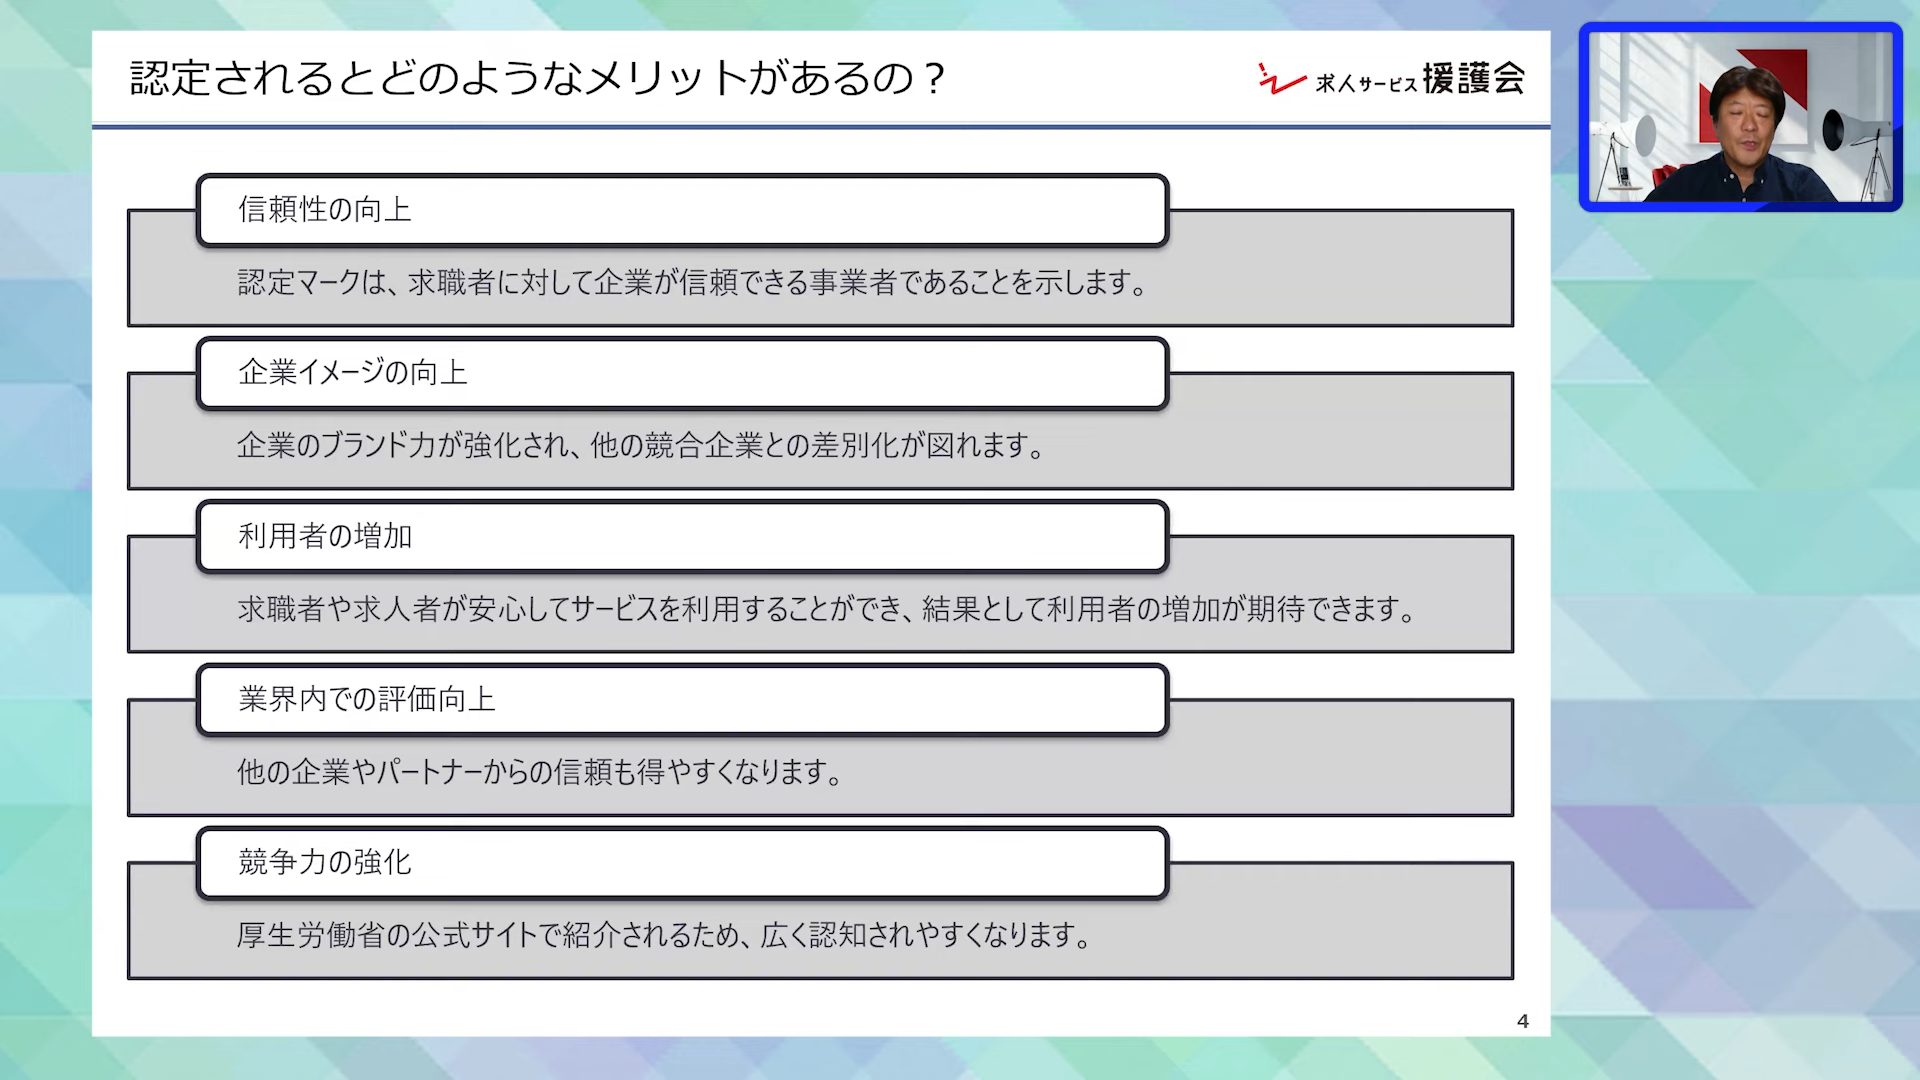 認定されるとどのようなメリットがあるの？
求人サービス援護会
信頼性の向上
認定マークは、求職者に対して企業が信頼できる事業者であることを示します。
企業イメージの向上
企業のブランド力が強化され、他の競合企業との差別化が図れます。
利用者の増加
求職者や求人者が安心してサービスを利用することができ、結果として利用者の増加が期待できます。
業界内での評価向上
他の企業やパートナーからの信頼も得やすくなります。
競争力の強化
厚生労働省の公式サイトで紹介されるため、広く認知されやすくなります。
4